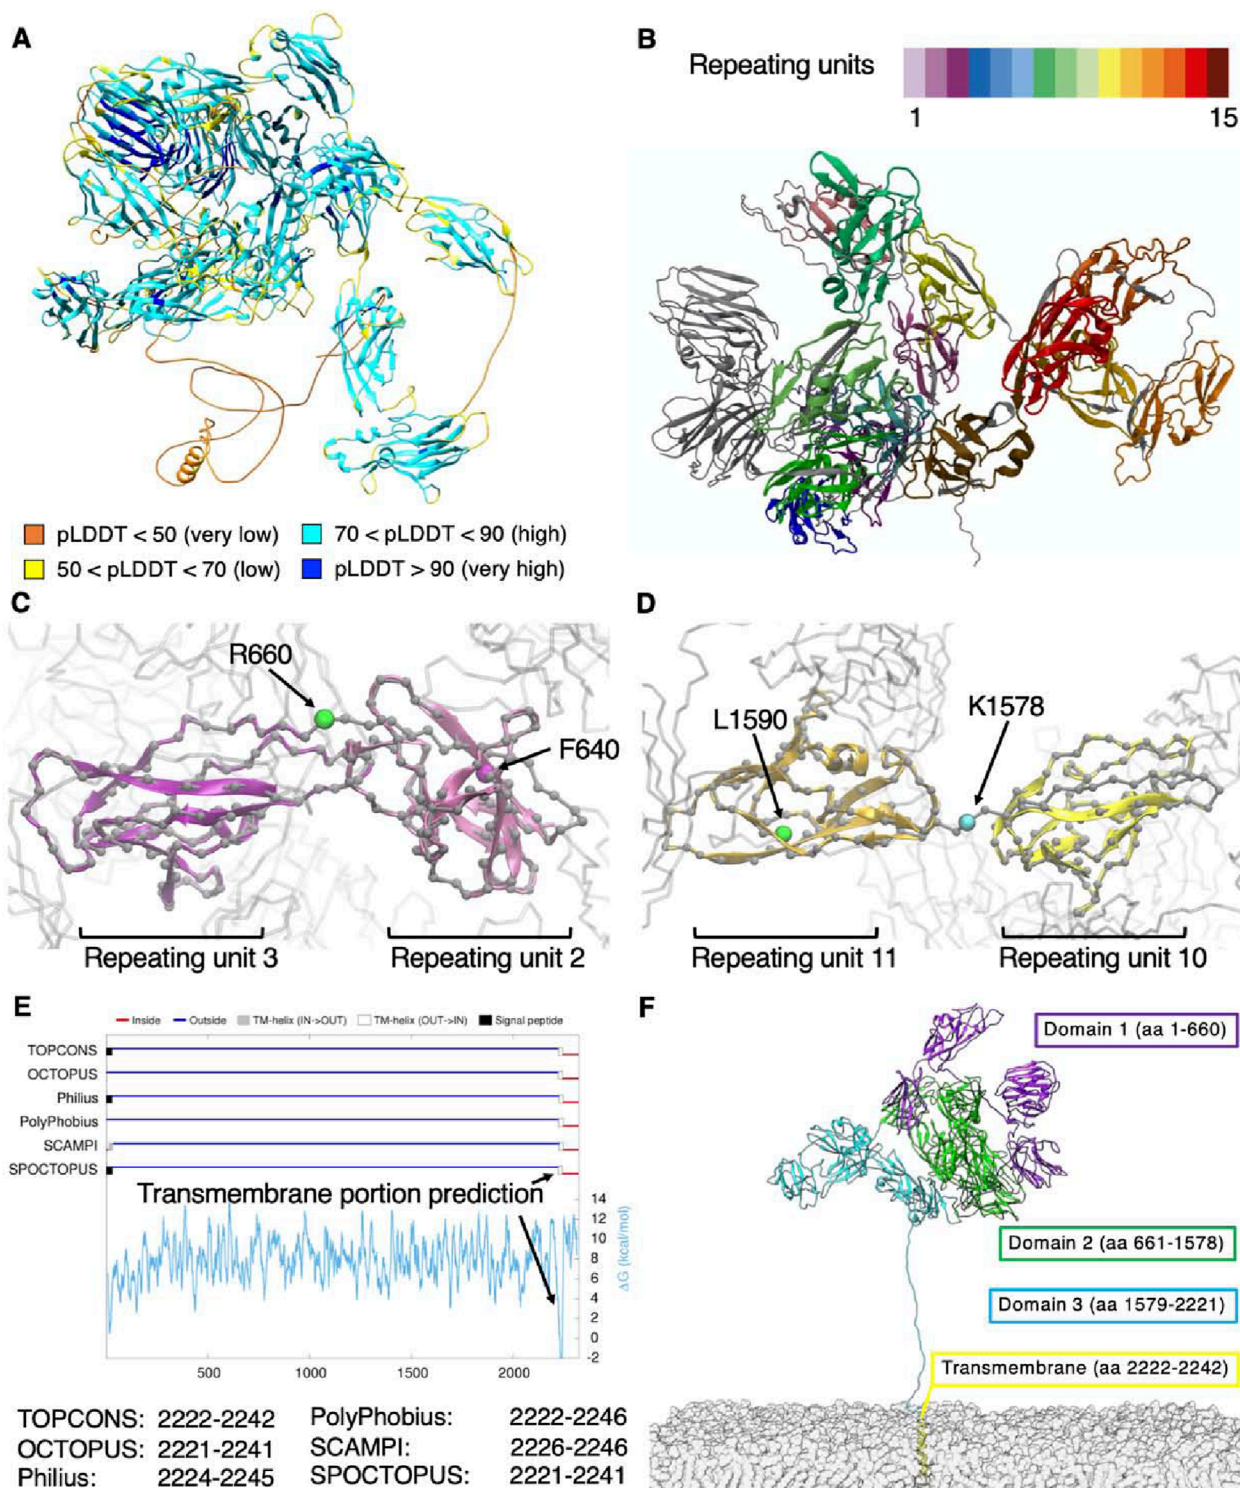 A
B
Repeating units
1
15
pLDDT < 50 (very low)
70 < pLDDT < 90 (high)
50 < pLDDT < 70 (low)
pLDDT > 90 (very high)
C
R660
F640
Repeating unit 3
Repeating unit 2
D
L1590
K1578
Repeating unit 11
Repeating unit 10
E
Inside
Outside
TM-helix (IN->OUT)
TM-helix (OUT->IN)
Signal peptide
TOPCONS
OCTOPUS
Philius
PolyPhobius
SCAMPI
SPOCTOPUS
Transmembrane portion prediction
14
12
10
8
6
4
2
0
-2
ΔG (kcal/mol)
500
1000
1500
2000
TOPCONS: 2222-2242
OCTOPUS: 2221-2241
Philius: 2224-2245
PolyPhobius: 2222-2246
SCAMPI: 2226-2246
SPOCTOPUS: 2221-2241
F
Domain 1 (aa 1-660)
Domain 2 (aa 661-1578)
Domain 3 (aa 1579-2221)
Transmembrane (aa 2222-2242)